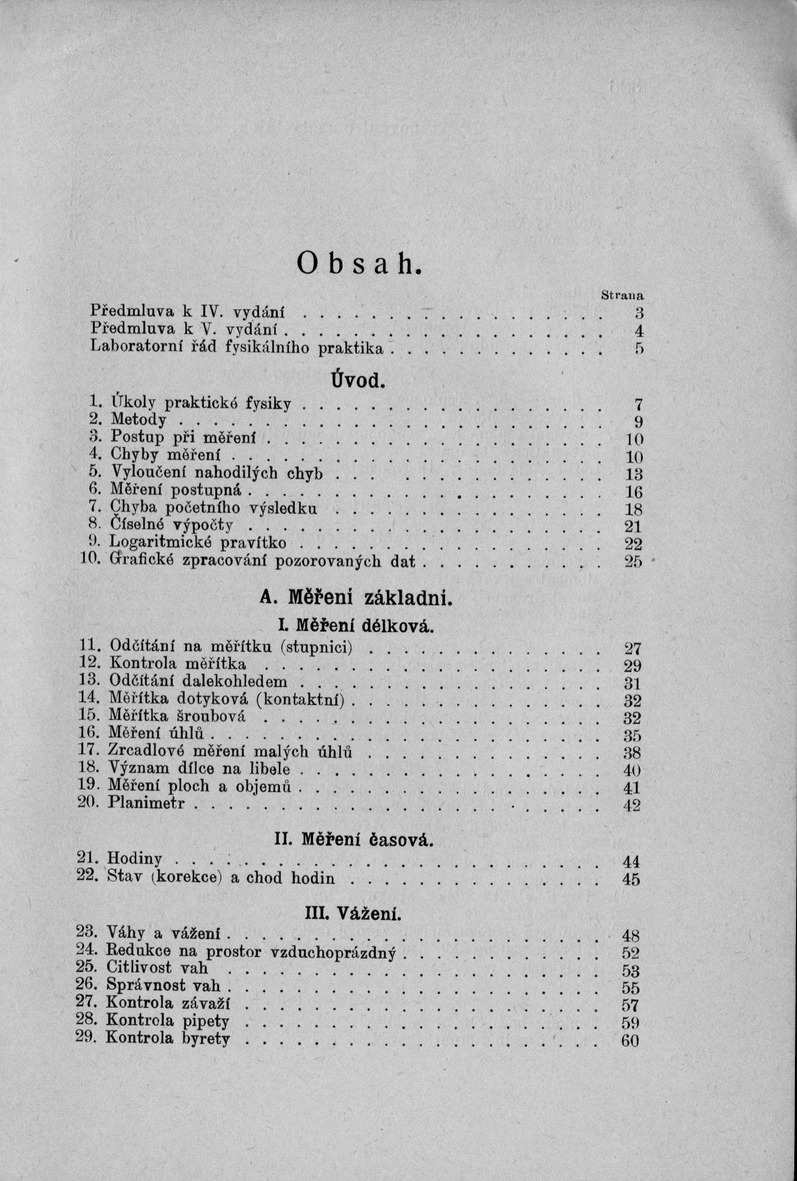 Obsah.
Strana
Předmluva k IV. vydání . . . . . . . . . . . . . . . . . . 3
Předmluva k V. vydání . . . . . . . . . . . . . . . . . . . 4
Laboratorní řád fysikálního praktika . . . . . . . . . . . . . 5
Úvod.
1. Úkoly praktické fysiky . . . . . . . . . . . . . . . . . . 7
2. Metody . . . . . . . . . . . . . . . . . . . . . . . . . 9
3. Postup při měření . . . . . . . . . . . . . . . . . . . . 10
4. Chyby měření . . . . . . . . . . . . . . . . . . . . . . 10
5. Vyloučení nahodilých chyb . . . . . . . . . . . . . . . . 13
6. Měření postupná . . . . . . . . . . . . . . . . . . . . . 16
7. Chyba početního výsledku . . . . . . . . . . . . . . . . 18
8. Číselné výpočty . . . . . . . . . . . . . . . . . . . . . 21
9. Logaritmické pravítko . . . . . . . . . . . . . . . . . . 22
10. Grafické zpracování pozorovaných dat . . . . . . . . . . . 25
A. Měření základní.
I. Měření délková.
11. Odčítání na měřítku (stupnici) . . . . . . . . . . . . . . 27
12. Kontrola měřítka . . . . . . . . . . . . . . . . . . . . 29
13. Odčítání dalekohledem . . . . . . . . . . . . . . . . . . 31
14. Měřítka dotyková (kontaktní) . . . . . . . . . . . . . . . 32
15. Měřítka šroubová . . . . . . . . . . . . . . . . . . . . 32
16. Měření úhlů . . . . . . . . . . . . . . . . . . . . . . . 35
17. Zrcadlové měření malých úhlů . . . . . . . . . . . . . . 38
18. Význam dílce na libele . . . . . . . . . . . . . . . . . . 40
19. Měření ploch a objemů . . . . . . . . . . . . . . . . . . 41
20. Planimetr . . . . . . . . . . . . . . . . . . . . . . . . 42
II. Měření časová.
21. Hodiny . . . . . . . . . . . . . . . . . . . . . . . . . 44
22. Stav (korekce) a chod hodin . . . . . . . . . . . . . . . 45
III. Vážení.
23. Váhy a vážení . . . . . . . . . . . . . . . . . . . . . . 48
24. Redukce na prostor vzduchoprázdný . . . . . . . . . . . . 52
25. Citlivost vah . . . . . . . . . . . . . . . . . . . . . . 53
26. Správnost vah . . . . . . . . . . . . . . . . . . . . . . 55
27. Kontrola závaží . . . . . . . . . . . . . . . . . . . . . 57
28. Kontrola pipety . . . . . . . . . . . . . . . . . . . . . 59
29. Kontrola byrety . . . . . . . . . . . . . . . . . . . . . 60